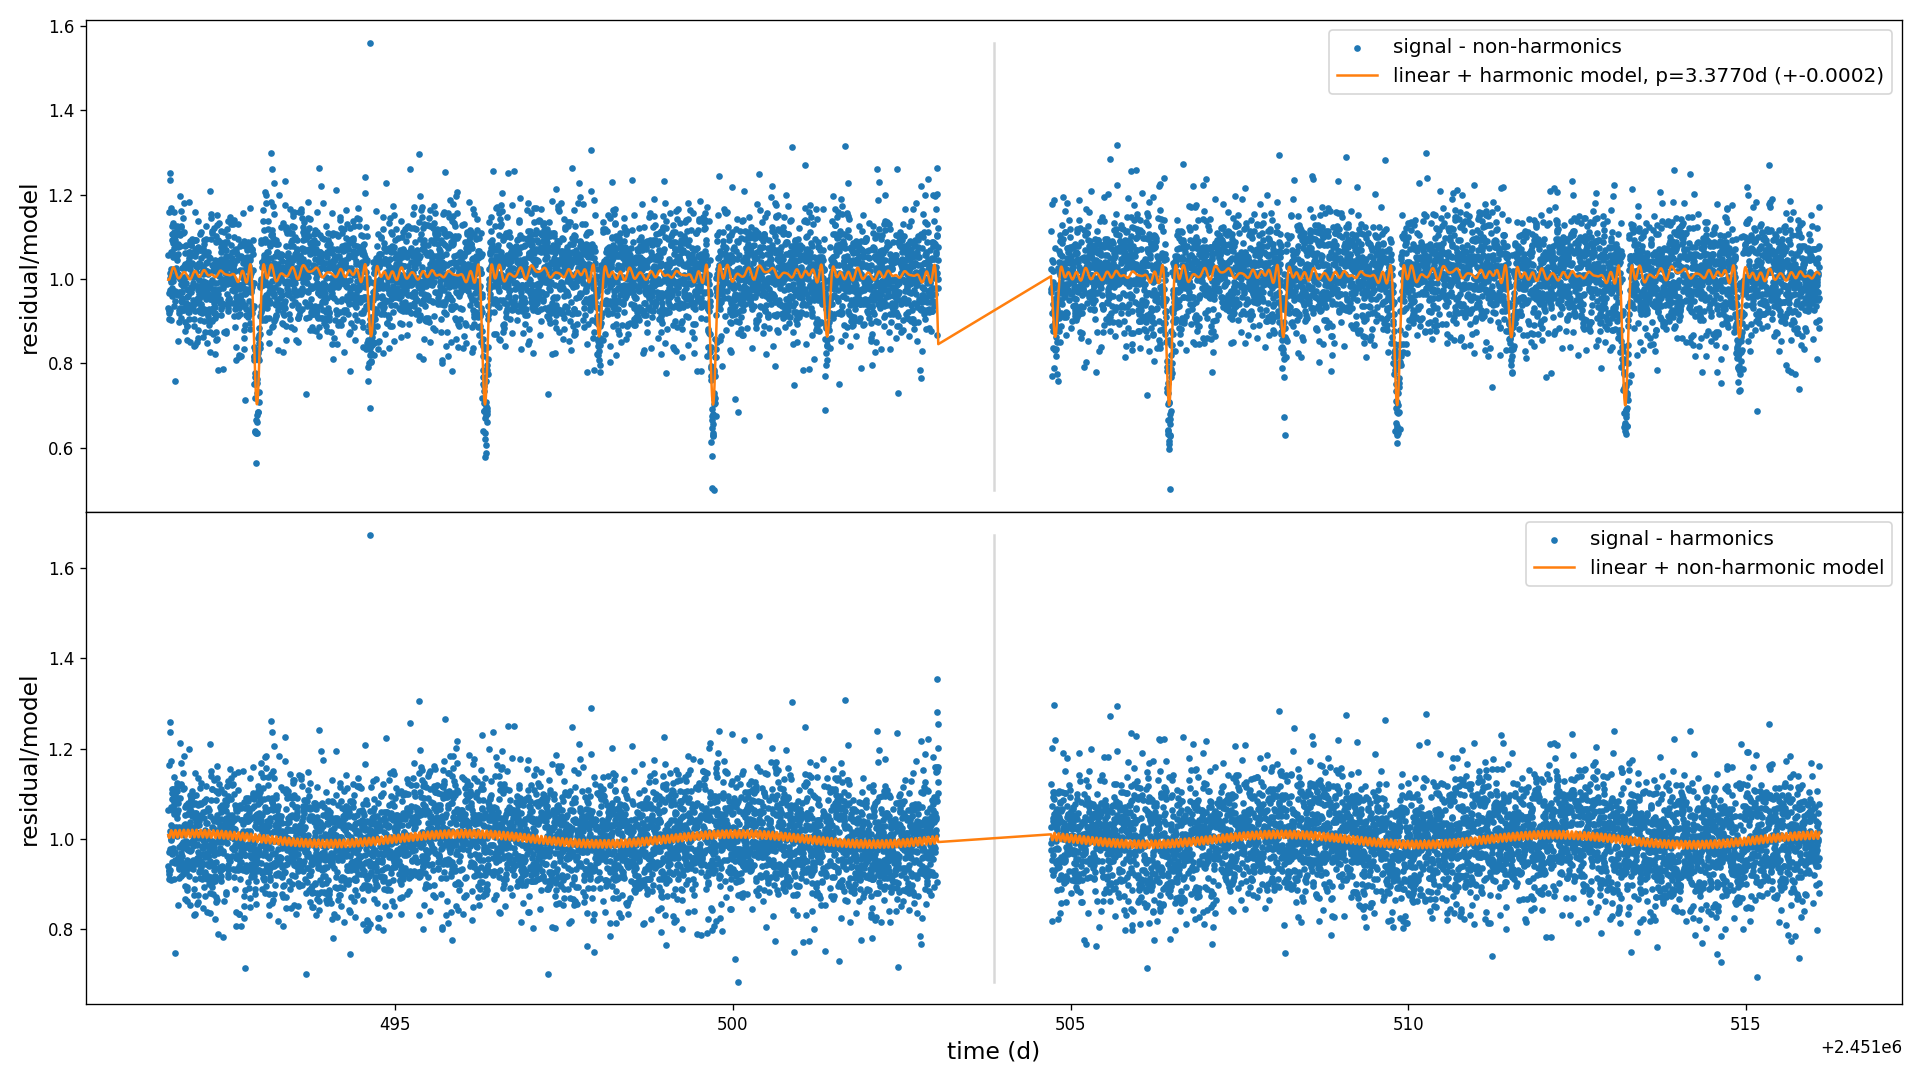 1.6
1.4
1.2
1.0
0.8
0.6
residual/model
signal - non-harmonics
linear + harmonic model, p=3.3770d (+-0.0002)
1.6
1.4
1.2
1.0
0.8
residual/model
signal - harmonics
linear + non-harmonic model
495
500
505
510
515
time (d)
+2.451e6